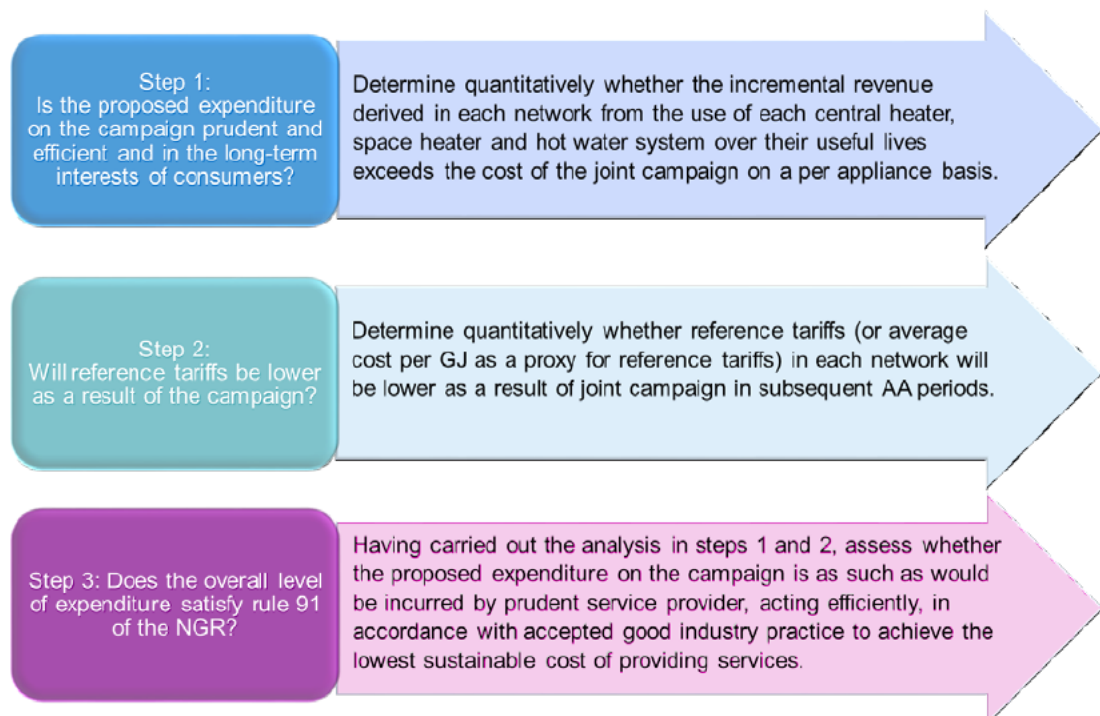 Step 1:
Is the proposed expenditure
on the campaign prudent and
efficient and in the long-term
interests of consumers?
Determine quantitatively whether the incremental revenue
derived in each network from the use of each central heater,
space heater and hot water system over their useful lives
exceeds the cost of the joint campaign on a per appliance basis.
Step 2:
Will reference tariffs be lower
as a result of the campaign?
Determine quantitatively whether reference tariffs (or average
cost per GJ as a proxy for reference tariffs) in each network will
be lower as a result of joint campaign in subsequent AA periods.
Step 3: Does the overall level
of expenditure satisfy rule 91
of the NGR?
Having carried out the analysis in steps 1 and 2, assess whether
the proposed expenditure on the campaign is as such as would
be incurred by prudent service provider, acting efficiently, in
accordance with accepted good industry practice to achieve the
lowest sustainable cost of providing services.